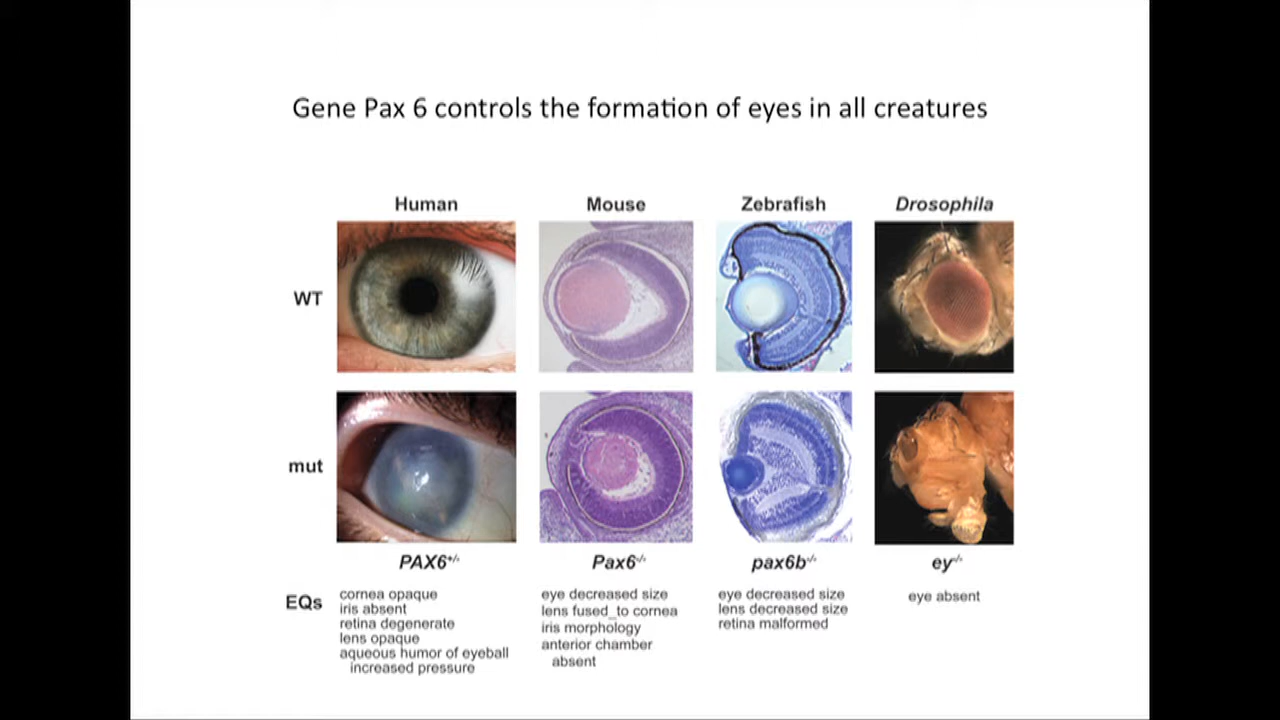 Gene Pax 6 controls the formation of eyes in all creatures
Human Mouse Zebrafish Drosophila
WT
mut
PAX6+/- Pax6-/- pax6b-/- ey-/-
EQs
cornea opaque
iris absent
retina degenerate
lens opaque
aqueous humor of eyeball
increased pressure
eye decreased size
lens fused_to cornea
iris morphology
anterior chamber
absent
eye decreased size
lens decreased size
retina malformed
eye absent